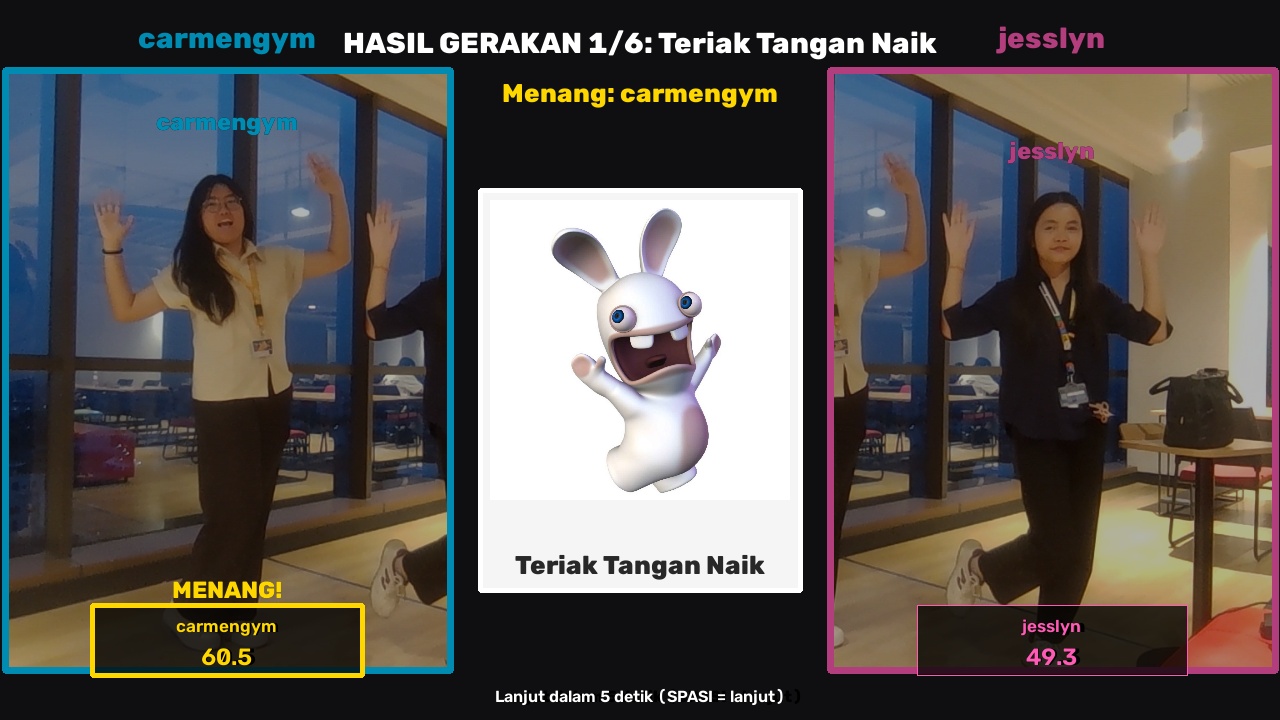 carmengym
HASIL GERAKAN 1/6: Teriak Tangan Naik
jesslyn
Menang: carmengym
carmengym
jesslyn
Teriak Tangan Naik
MENANG!
carmengym
60.5
jesslyn
49.3
Lanjut dalam 5 detik (SPASI = lanjut)